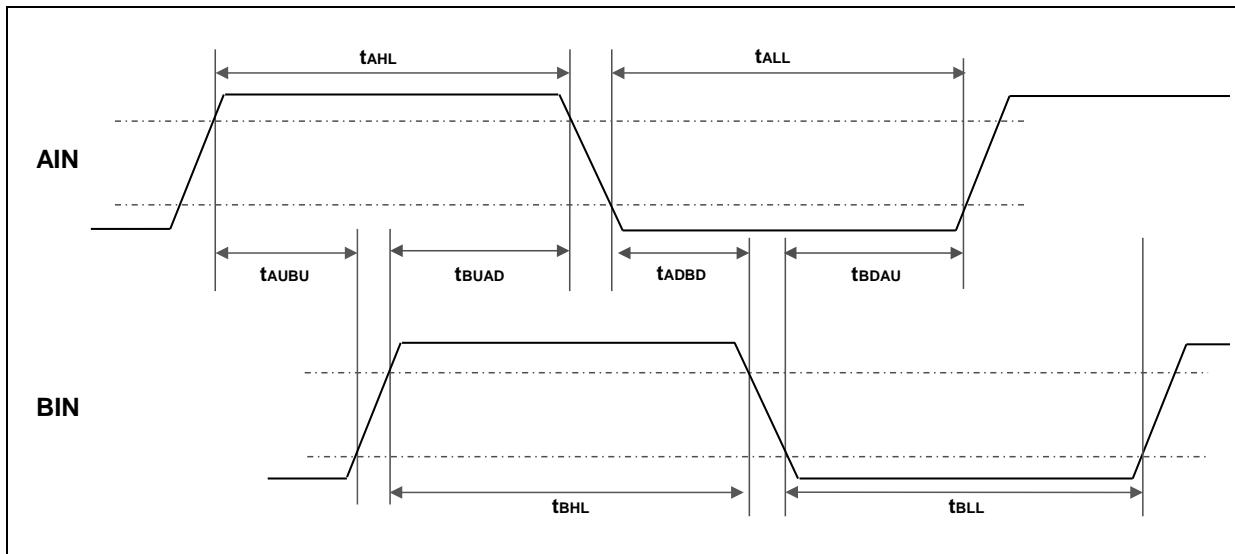 tAHL tALL
AIN
tAUBU tBUAD tADBD tBDAU
BIN
tBHL tBLL